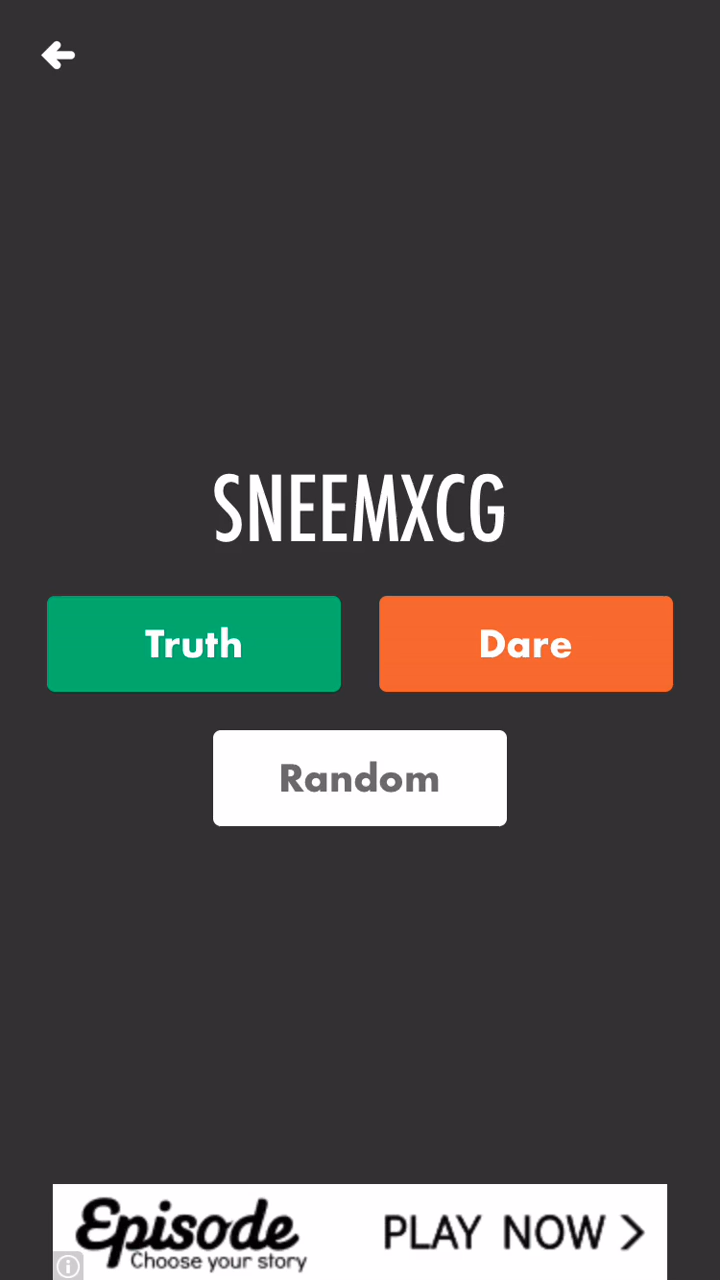 SNEEMXCG
Truth
Dare
Random
Episode
Choose your story
PLAY NOW